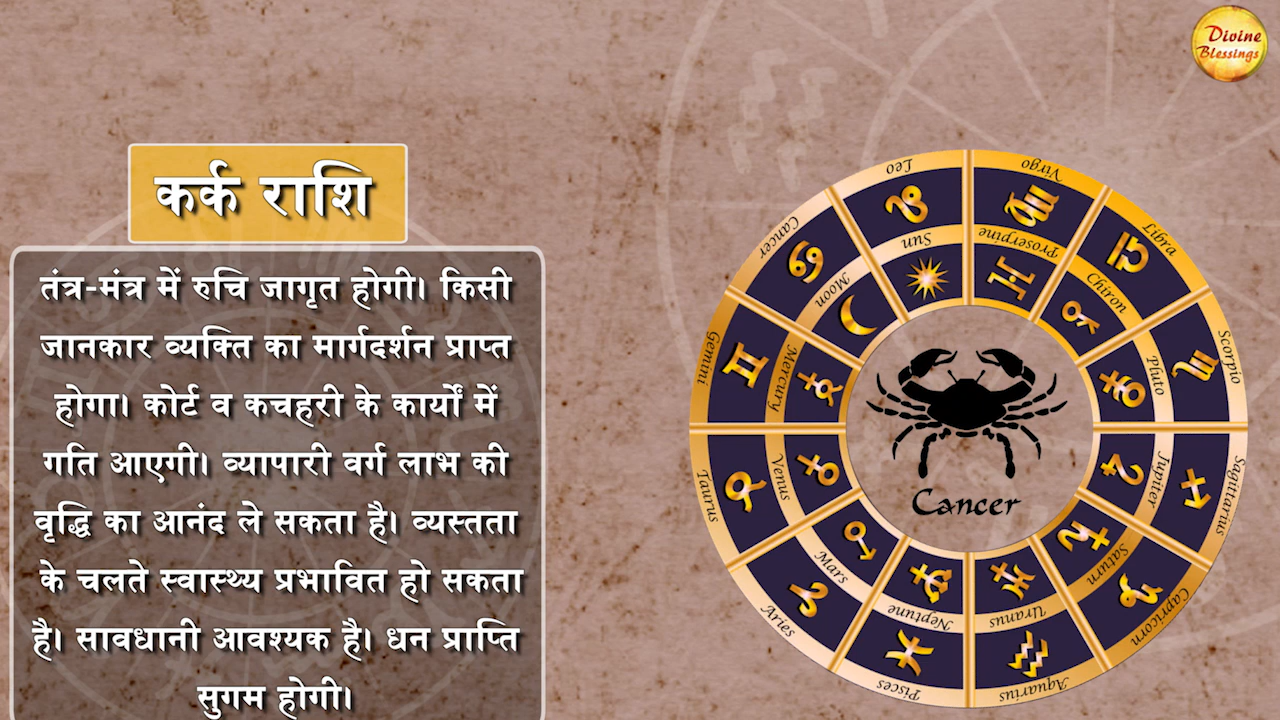 Divine
Blessings
कर्क राशि
तंत्र-मंत्र में रुचि जागृत होगी। किसी
जानकार व्यक्ति का मार्गदर्शन प्राप्त
होगा। कोर्ट व कचहरी के कार्यों में
गति आएगी। व्यापारी वर्ग लाभ की
वृद्धि का आनंद ले सकता है। व्यस्तता
के चलते स्वास्थ्य प्रभावित हो सकता
है। सावधानी आवश्यक है। धन प्राप्ति
सुगम होगी।
Leo
Virgo
Libra
Scorpio
Sagittarius
Capricorn
Aquarius
Pisces
Aries
Taurus
Gemini
Cancer
Sun
Proserpine
Chiron
Pluto
Jupiter
Saturn
Uranus
Neptune
Mars
Venus
Mercury
Moon
Cancer